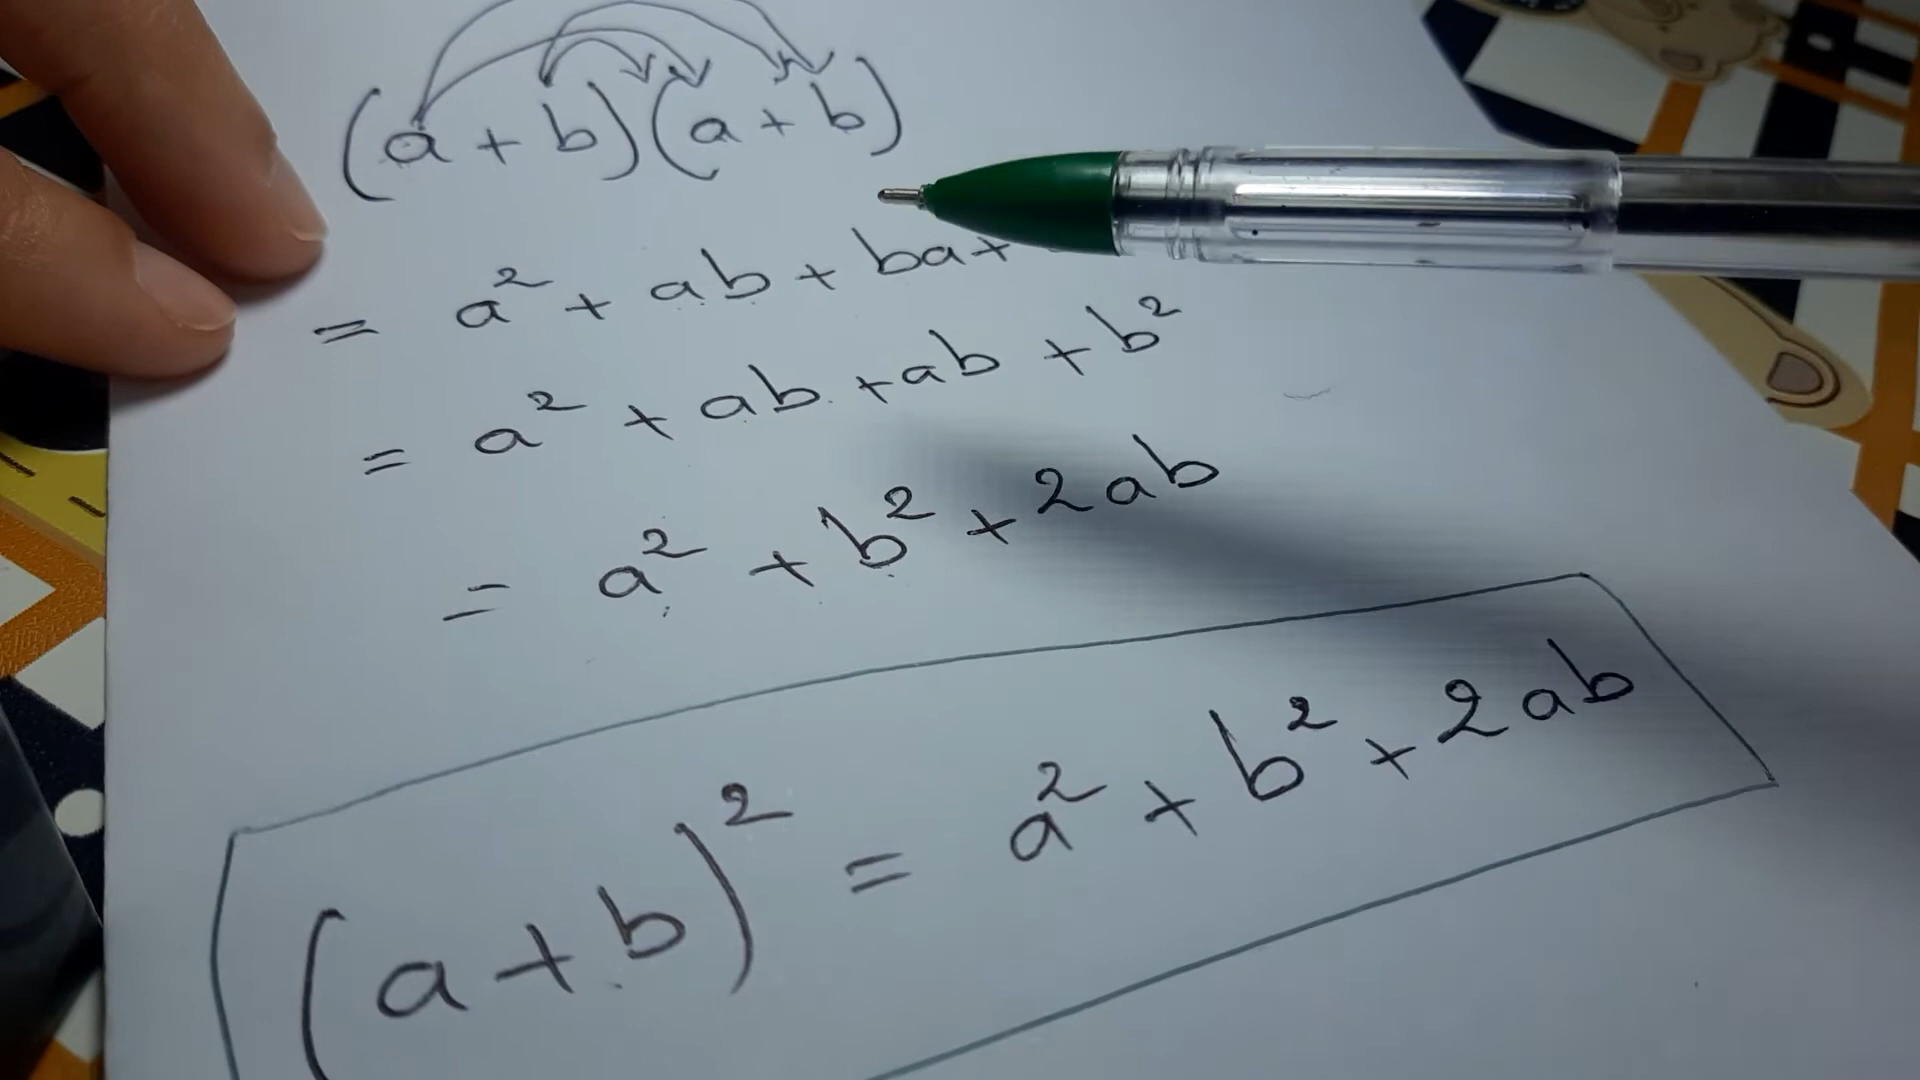 (a + b)(a + b)
= a² + ab + ba +
= a² + ab + ab + b²
= a² + b² + 2ab
(a + b)² = a² + b² + 2ab